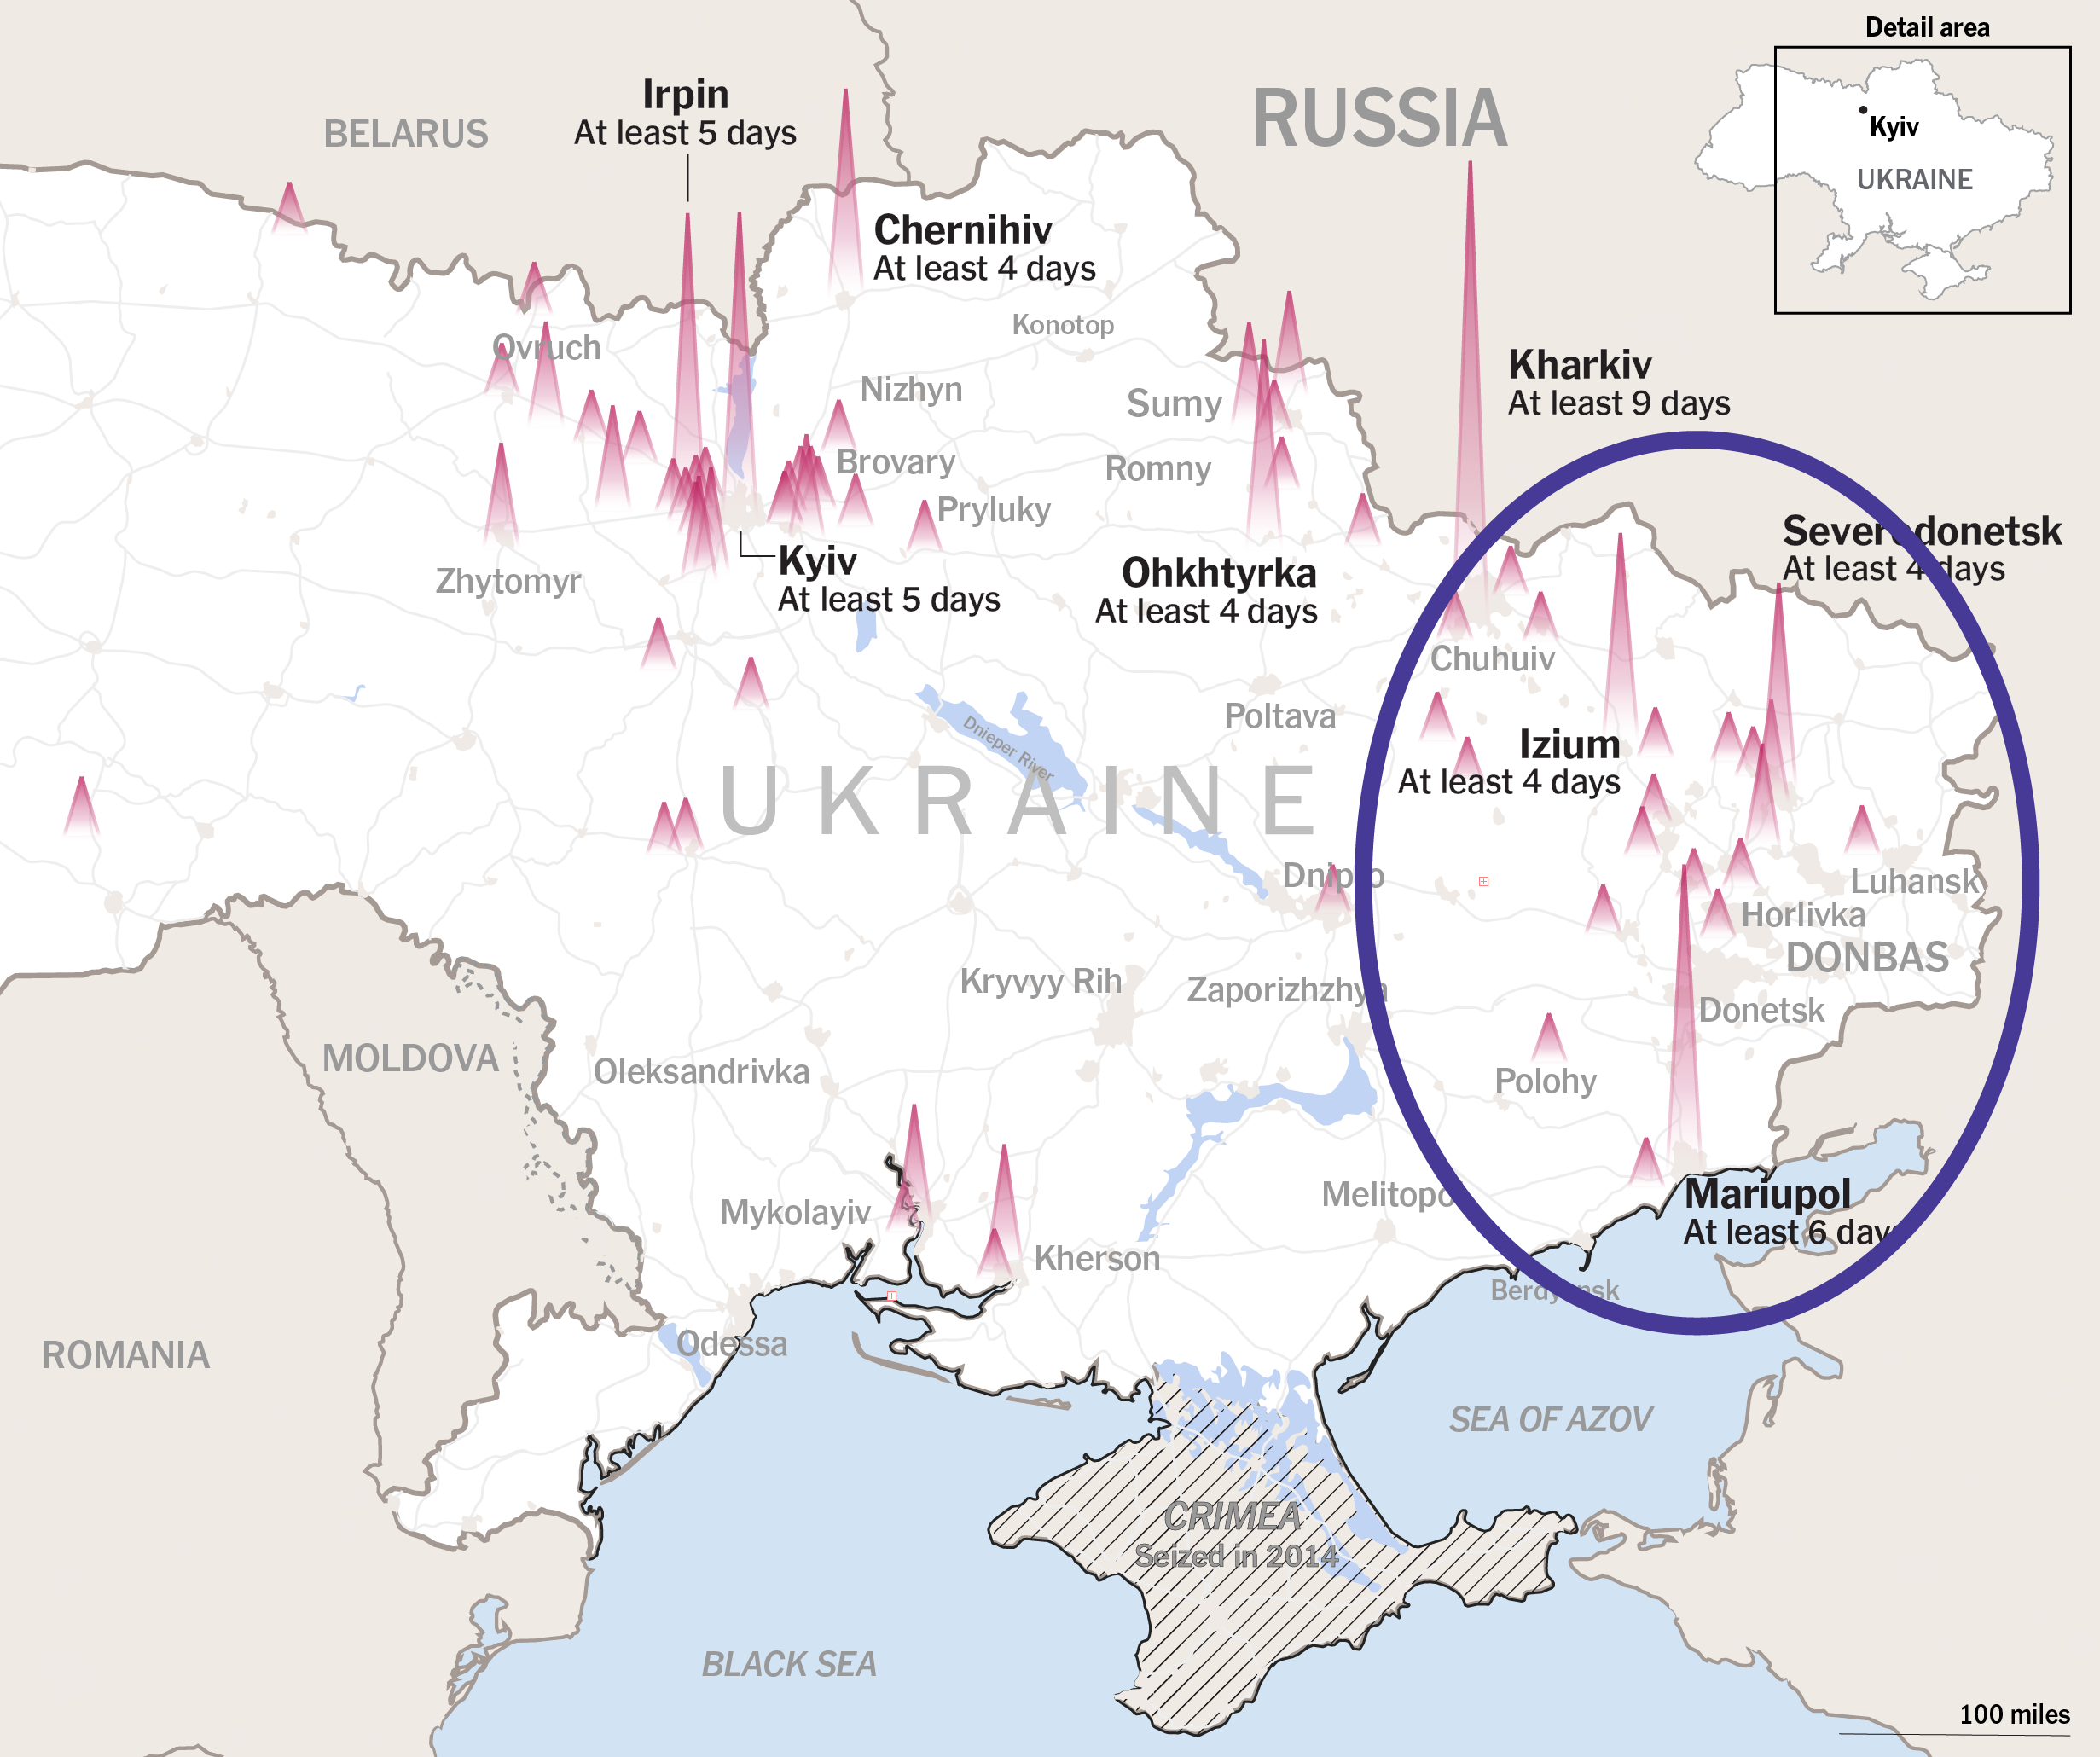 Detail area
Kyiv
UKRAINE
BELARUS
RUSSIA
Irpin
At least 5 days
Chernihiv
At least 4 days
Konotop
Ovruch
Nizhyn
Sumy
Kharkiv
At least 9 days
Brovary
Romny
Pryluky
Severodonetsk
At least 4 days
Zhytomyr
Kyiv
At least 5 days
Ohkhtyrka
At least 4 days
Chuhuiv
Poltava
Dnieper River
Izium
At least 4 days
UKRAINE
Dnipro
Luhansk
Horlivka
DONBAS
Kryvyy Rih
Zaporizhzhya
Donetsk
MOLDOVA
Oleksandrivka
Polohy
Mykolayiv
Melitopol
Mariupol
At least 6 days
Kherson
Berdyansk
Odessa
ROMANIA
SEA OF AZOV
CRIMEA
Seized in 2014
BLACK SEA
100 miles